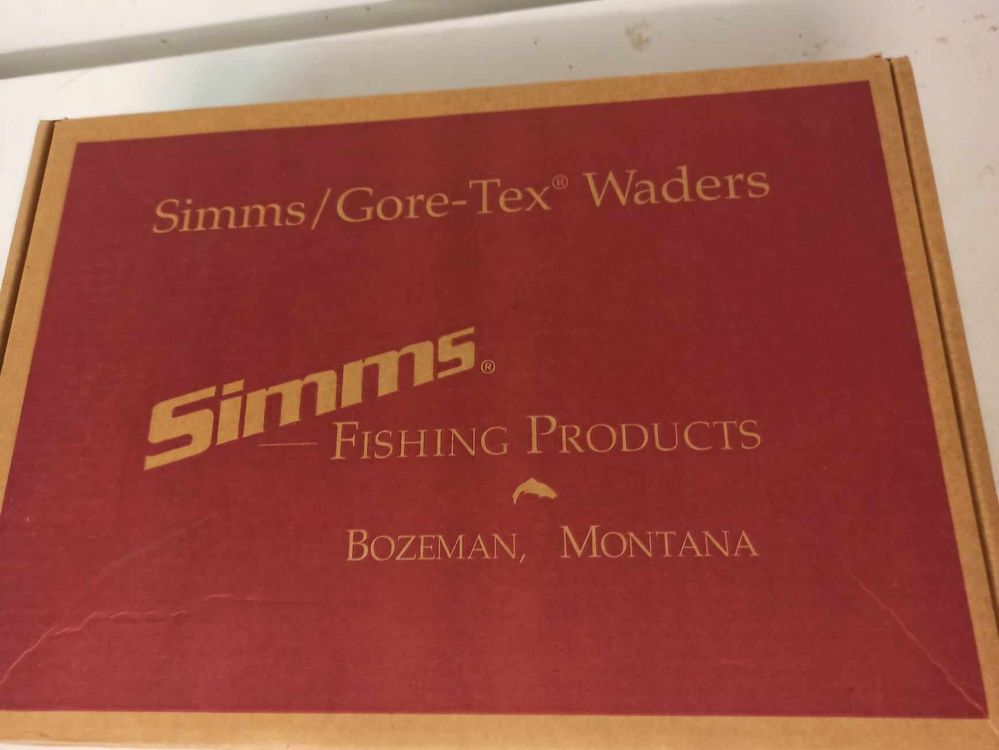 Simms/Gore-Tex® Waders
Simms®
FISHING PRODUCTS
BOZEMAN, MONTANA